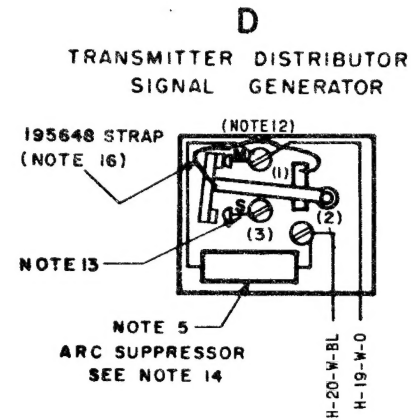 D
TRANSMITTER DISTRIBUTOR
SIGNAL GENERATOR
(NOTE 12)
195648 STRAP
(NOTE 16)
M
(1)
(2)
S
(3)
NOTE 13
NOTE 5
ARC SUPPRESSOR
SEE NOTE 14
H-20-W-BL
H-19-W-O